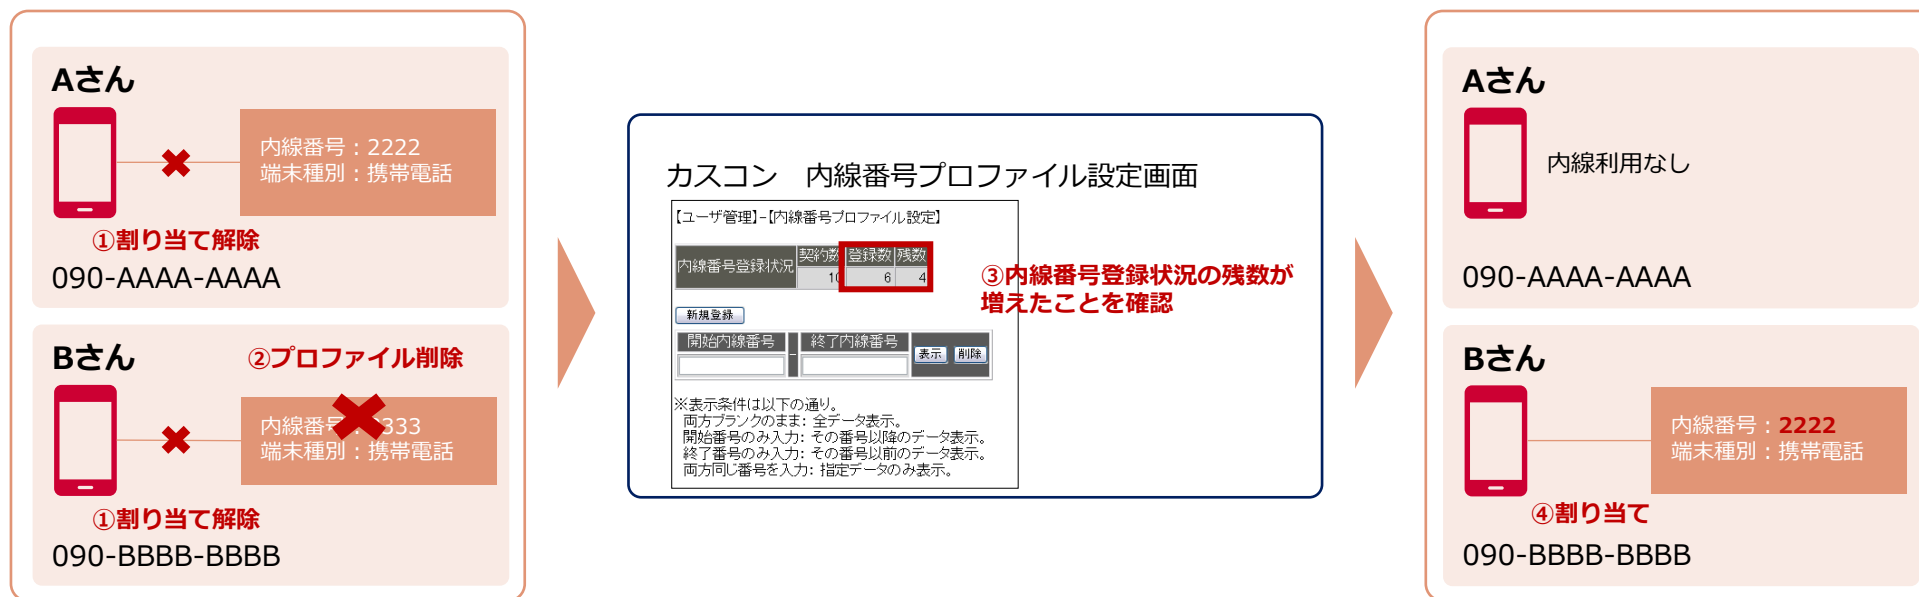 Aさん
内線番号：2222
端末種別：携帯電話
①割り当て解除
090-AAAA-AAAA
Bさん
②プロファイル削除
内線番号： 333
端末種別：携帯電話
①割り当て解除
090-BBBB-BBBB
カスコン　内線番号プロファイル設定画面
【ユーザ管理】-【内線番号プロファイル設定】
内線番号登録状況 契約数 登録数 残数
10 6 4
③内線番号登録状況の残数が
増えたことを確認
新規登録
開始内線番号 - 終了内線番号
表示 削除
※表示条件は以下の通り。
両方ブランクのまま: 全データ表示。
開始番号のみ入力: その番号以降のデータ表示。
終了番号のみ入力: その番号以前のデータ表示。
両方同じ番号を入力: 指定データのみ表示。
Aさん
内線利用なし
090-AAAA-AAAA
Bさん
内線番号：2222
端末種別：携帯電話
④割り当て
090-BBBB-BBBB